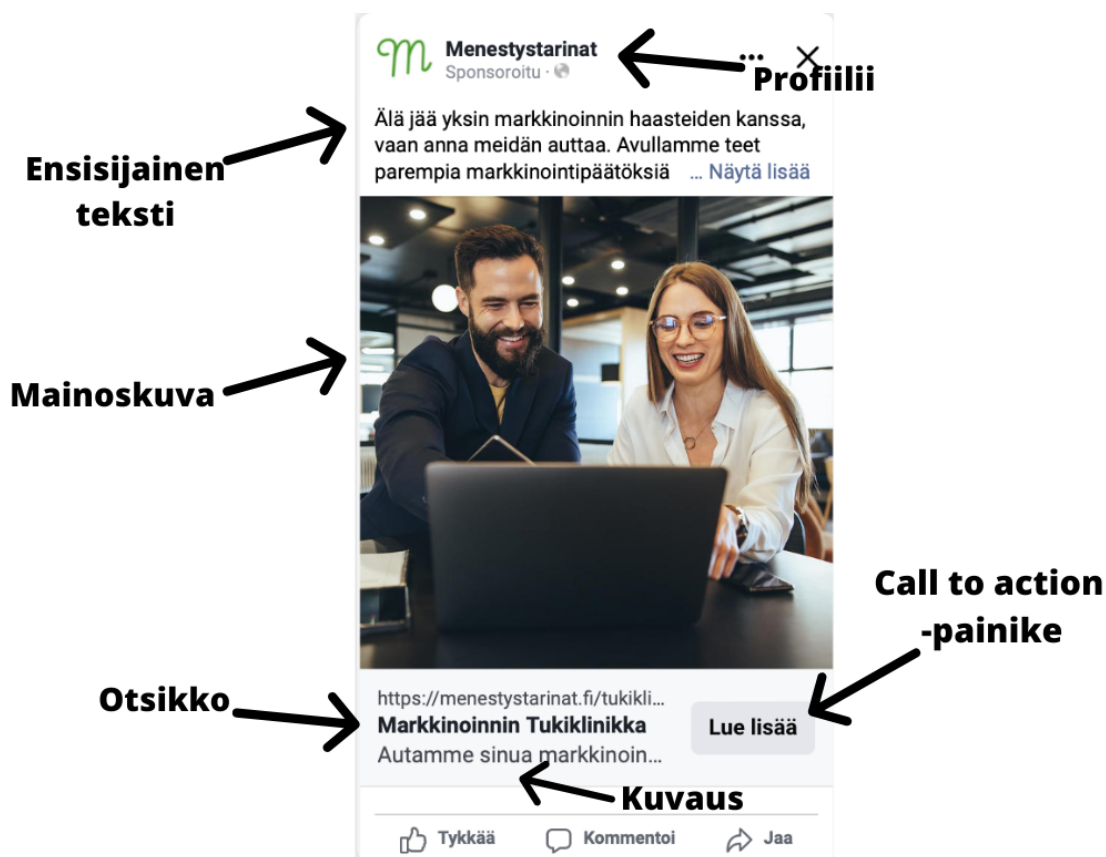 m Menestystarinat
Sponsoroitu ·
... X
Profiilii
Älä jää yksin markkinoinnin haasteiden kanssa,
vaan anna meidän auttaa. Avullamme teet
parempia markkinointipäätöksiä ... Näytä lisää
Ensisijainen
teksti
Mainoskuva
Call to action
-painike
Otsikko
https://menestystarinat.fi/tukikli...
Markkinoinnin Tukiklinikka
Autamme sinua markkinoin...
Lue lisää
Kuvaus
Tykkää Kommentoi Jaa